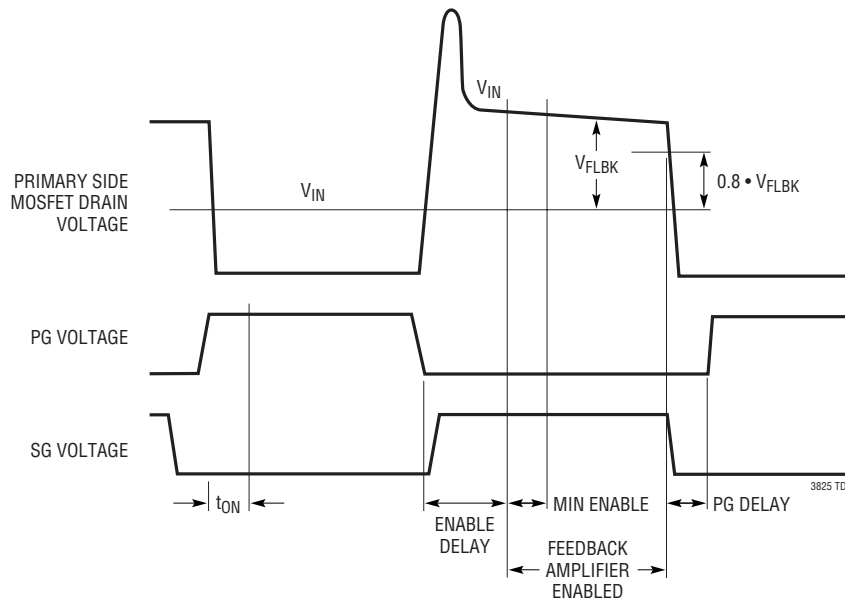 V_IN
PRIMARY SIDE
MOSFET DRAIN
VOLTAGE
V_IN
V_FLBK
0.8 • V_FLBK
PG VOLTAGE
SG VOLTAGE
3825 TD
t_ON
ENABLE
DELAY
MIN ENABLE
PG DELAY
FEEDBACK
AMPLIFIER
ENABLED